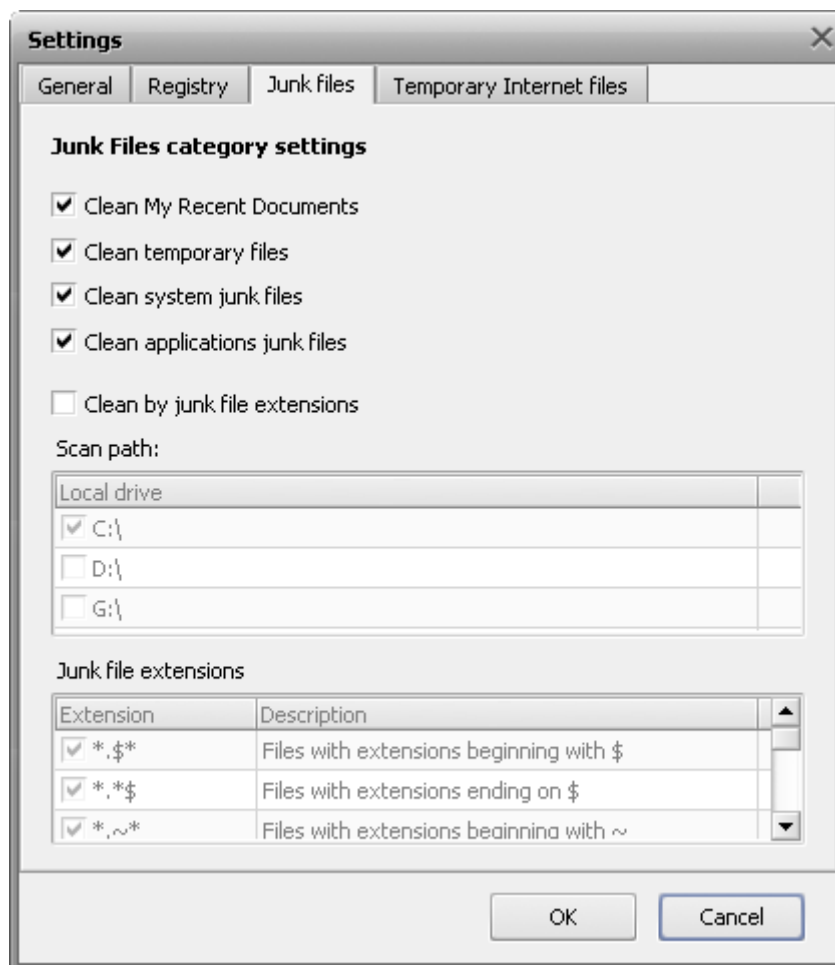 Settings
General Registry Junk files Temporary Internet files
Junk Files category settings
Clean My Recent Documents
Clean temporary files
Clean system junk files
Clean applications junk files
Clean by junk file extensions
Scan path:
Local drive
C:\
D:\
G:\
Junk file extensions
Extension Description
*.$* Files with extensions beginning with $
*.*$ Files with extensions ending on $
*.~* Files with extensions beginning with ~
OK Cancel